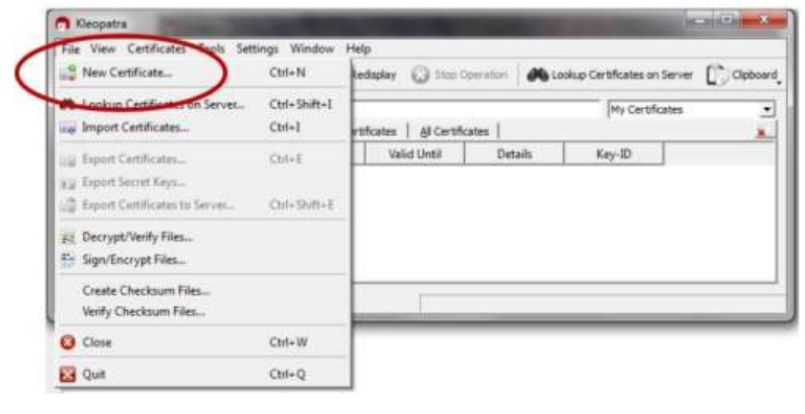 Kleopatra
File View Certificates Tools Settings Window Help
New Certificate... Ctrl+N
Redisplay Stop Operation Lookup Certificates on Server Clipboard
Lookup Certificates on Server... Ctrl+Shift+I
My Certificates
Import Certificates... Ctrl+I
rtificates All Certificates
Export Certificates... Ctrl+E
Valid Until Details Key-ID
Export Secret Keys...
Export Certificates to Server... Ctrl+Shift+E
Decrypt/Verify Files...
Sign/Encrypt Files...
Create Checksum Files...
Verify Checksum Files...
Close Ctrl+W
Quit Ctrl+Q